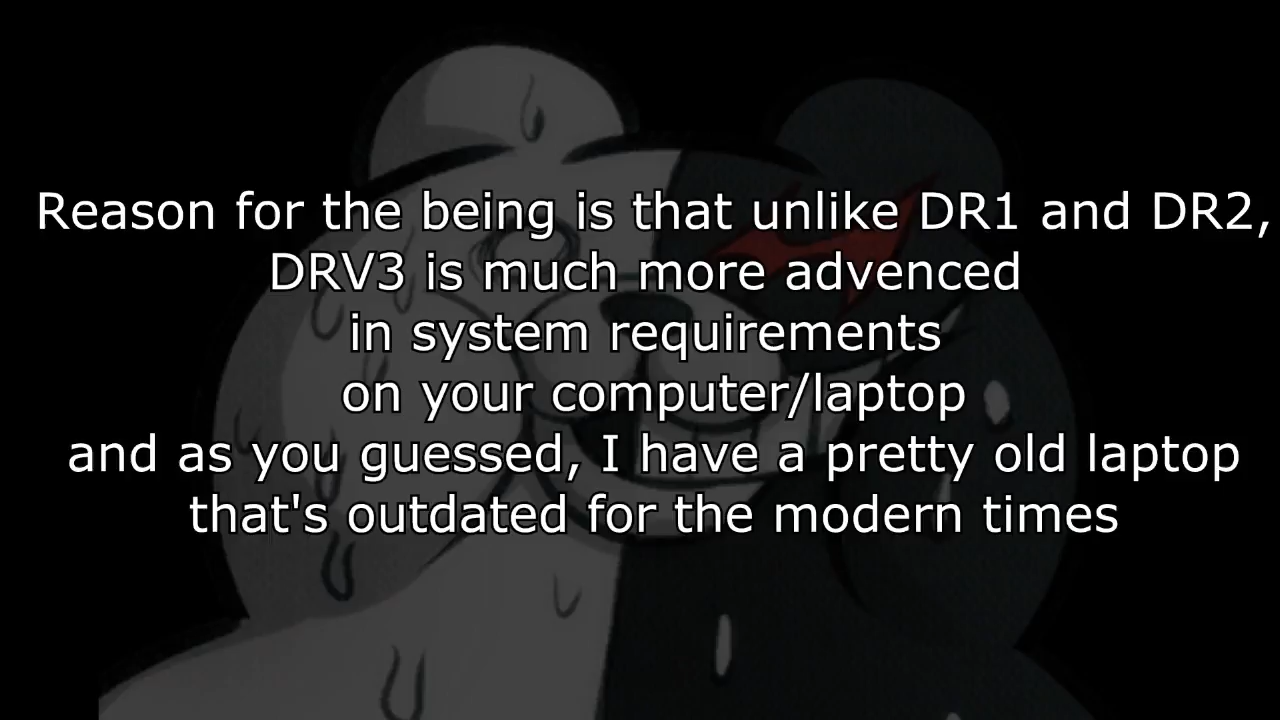 Reason for the being is that unlike DR1 and DR2,
DRV3 is much more advenced
in system requirements
on your computer/laptop
and as you guessed, I have a pretty old laptop
that's outdated for the modern times